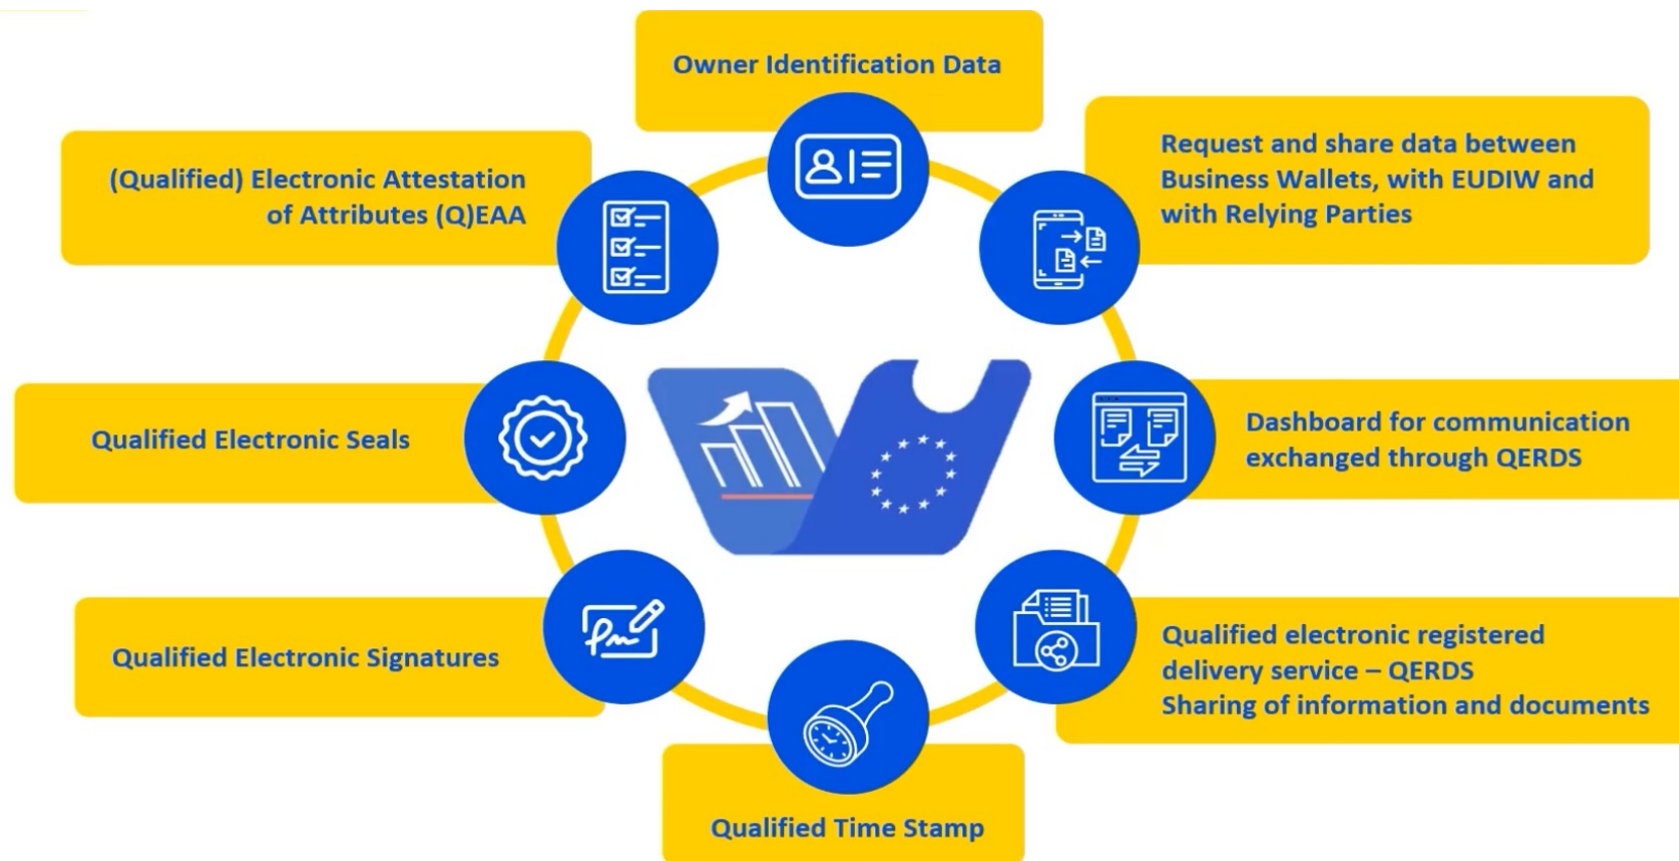 Owner Identification Data
Request and share data between
Business Wallets, with EUDIW and
with Relying Parties
(Qualified) Electronic Attestation
of Attributes (Q)EAA
Dashboard for communication
exchanged through QERDS
Qualified Electronic Seals
Qualified electronic registered
delivery service – QERDS
Sharing of information and documents
Qualified Electronic Signatures
Qualified Time Stamp